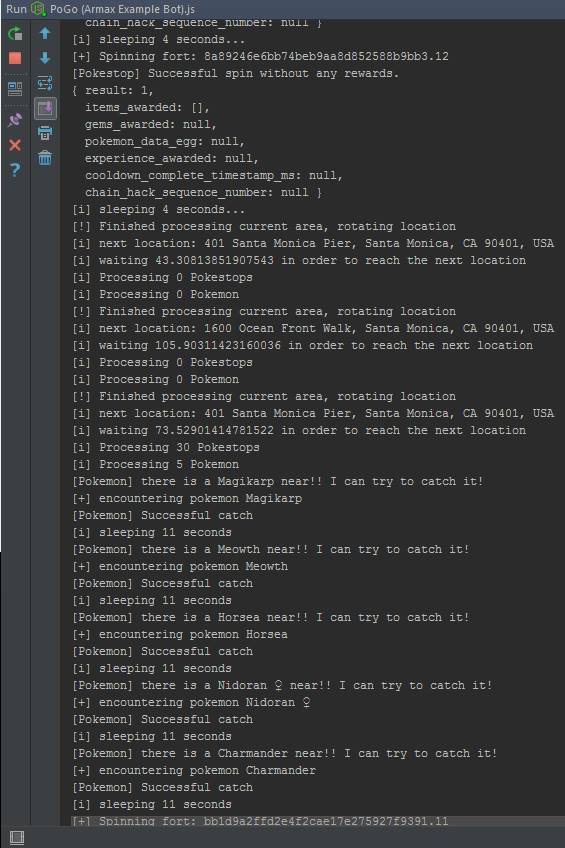 Run PoGo (Armax Example Bot).js
chain_hack_sequence_number: null }
[i] sleeping 4 seconds...
[+] Spinning fort: 8a89246e6bb74beb9aa8d852588b9bb3.12
[Pokestop] Successful spin without any rewards.
{ result: 1,
items_awarded: [],
gems_awarded: null,
pokemon_data_egg: null,
experience_awarded: null,
cooldown_complete_timestamp_ms: null,
chain_hack_sequence_number: null }
[i] sleeping 4 seconds...
[!] Finished processing current area, rotating location
[i] next location: 401 Santa Monica Pier, Santa Monica, CA 90401, USA
[i] waiting 43.30813851907543 in order to reach the next location
[i] Processing 0 Pokestops
[i] Processing 0 Pokemon
[!] Finished processing current area, rotating location
[i] next location: 1600 Ocean Front Walk, Santa Monica, CA 90401, USA
[i] waiting 105.90311423160036 in order to reach the next location
[i] Processing 0 Pokestops
[i] Processing 0 Pokemon
[!] Finished processing current area, rotating location
[i] next location: 401 Santa Monica Pier, Santa Monica, CA 90401, USA
[i] waiting 73.52901414781522 in order to reach the next location
[i] Processing 30 Pokestops
[i] Processing 5 Pokemon
[Pokemon] there is a Magikarp near!! I can try to catch it!
[+] encountering pokemon Magikarp
[Pokemon] Successful catch
[i] sleeping 11 seconds
[Pokemon] there is a Meowth near!! I can try to catch it!
[+] encountering pokemon Meowth
[Pokemon] Successful catch
[i] sleeping 11 seconds
[Pokemon] there is a Horsea near!! I can try to catch it!
[+] encountering pokemon Horsea
[Pokemon] Successful catch
[i] sleeping 11 seconds
[Pokemon] there is a Nidoran ♀ near!! I can try to catch it!
[+] encountering pokemon Nidoran ♀
[Pokemon] Successful catch
[i] sleeping 11 seconds
[Pokemon] there is a Charmander near!! I can try to catch it!
[+] encountering pokemon Charmander
[Pokemon] Successful catch
[i] sleeping 11 seconds
[+] Spinning fort: bb1d9a2ffd2e4f2cae17e275927f9391.11